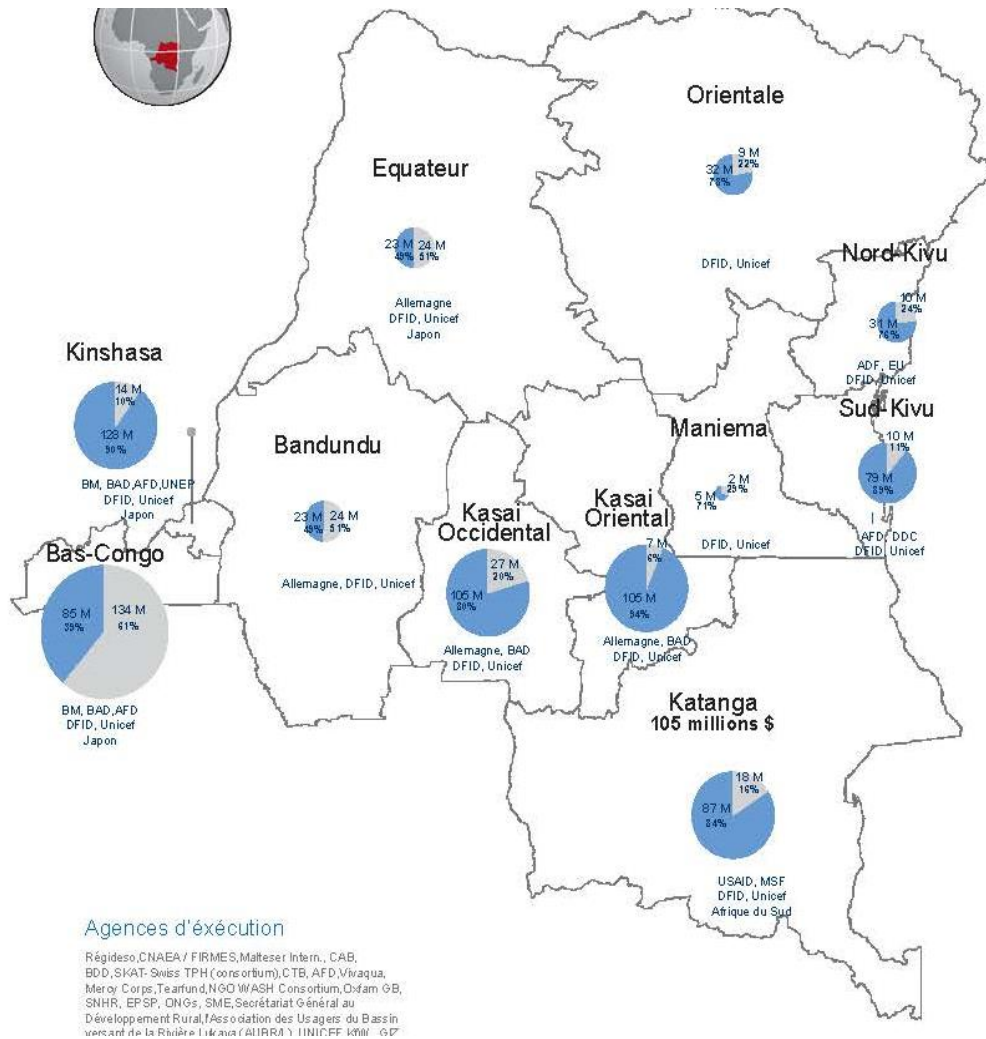 Orientale
9 M
22%
32 M
78%
DFID, Unicef
Equateur
23 M
49%
24 M
51%
Allemagne
DFID, Unicef
Japon
Nord-Kivu
10 M
24%
31 M
76%
ADF, EU
DFID, Unicef
Kinshasa
14 M
10%
128 M
90%
BM, BAD,AFD,UNEP
DFID, Unicef
Japon
Bandundu
23 M
49%
24 M
51%
Allemagne, DFID, Unicef
Maniema
2 M
29%
5 M
71%
DFID, Unicef
Sud-Kivu
10 M
11%
79 M
89%
AFD, DDC
DFID, Unicef
Kasai
Occidental
27 M
20%
105 M
80%
Allemagne, BAD
DFID, Unicef
Kasai
Oriental
7 M
6%
105 M
94%
Allemagne, BAD
DFID, Unicef
Bas-Congo
85 M
39%
134 M
61%
BM, BAD,AFD
DFID, Unicef
Japon
Katanga
105 millions $
18 M
16%
87 M
84%
USAID, MSF
DFID, Unicef
Afrique du Sud
Agences d'éxécution
Régideso,CNAEA / FIRMES,Malteser Intern., CAB,
BDD,SKAT-Swiss TPH (consortium),CTB, AFD,Vivaqua,
Mercy Corps,Tearfund,NGO WASH Consortium,Oxfam GB,
SNHR, EPSP, ONGs, SME,Secrétariat Général au
Développement Rural,l'Association des Usagers du Bassin
versant de la Rivière Lukaya (AUBR/L), UNICEF, KfW, GIZ